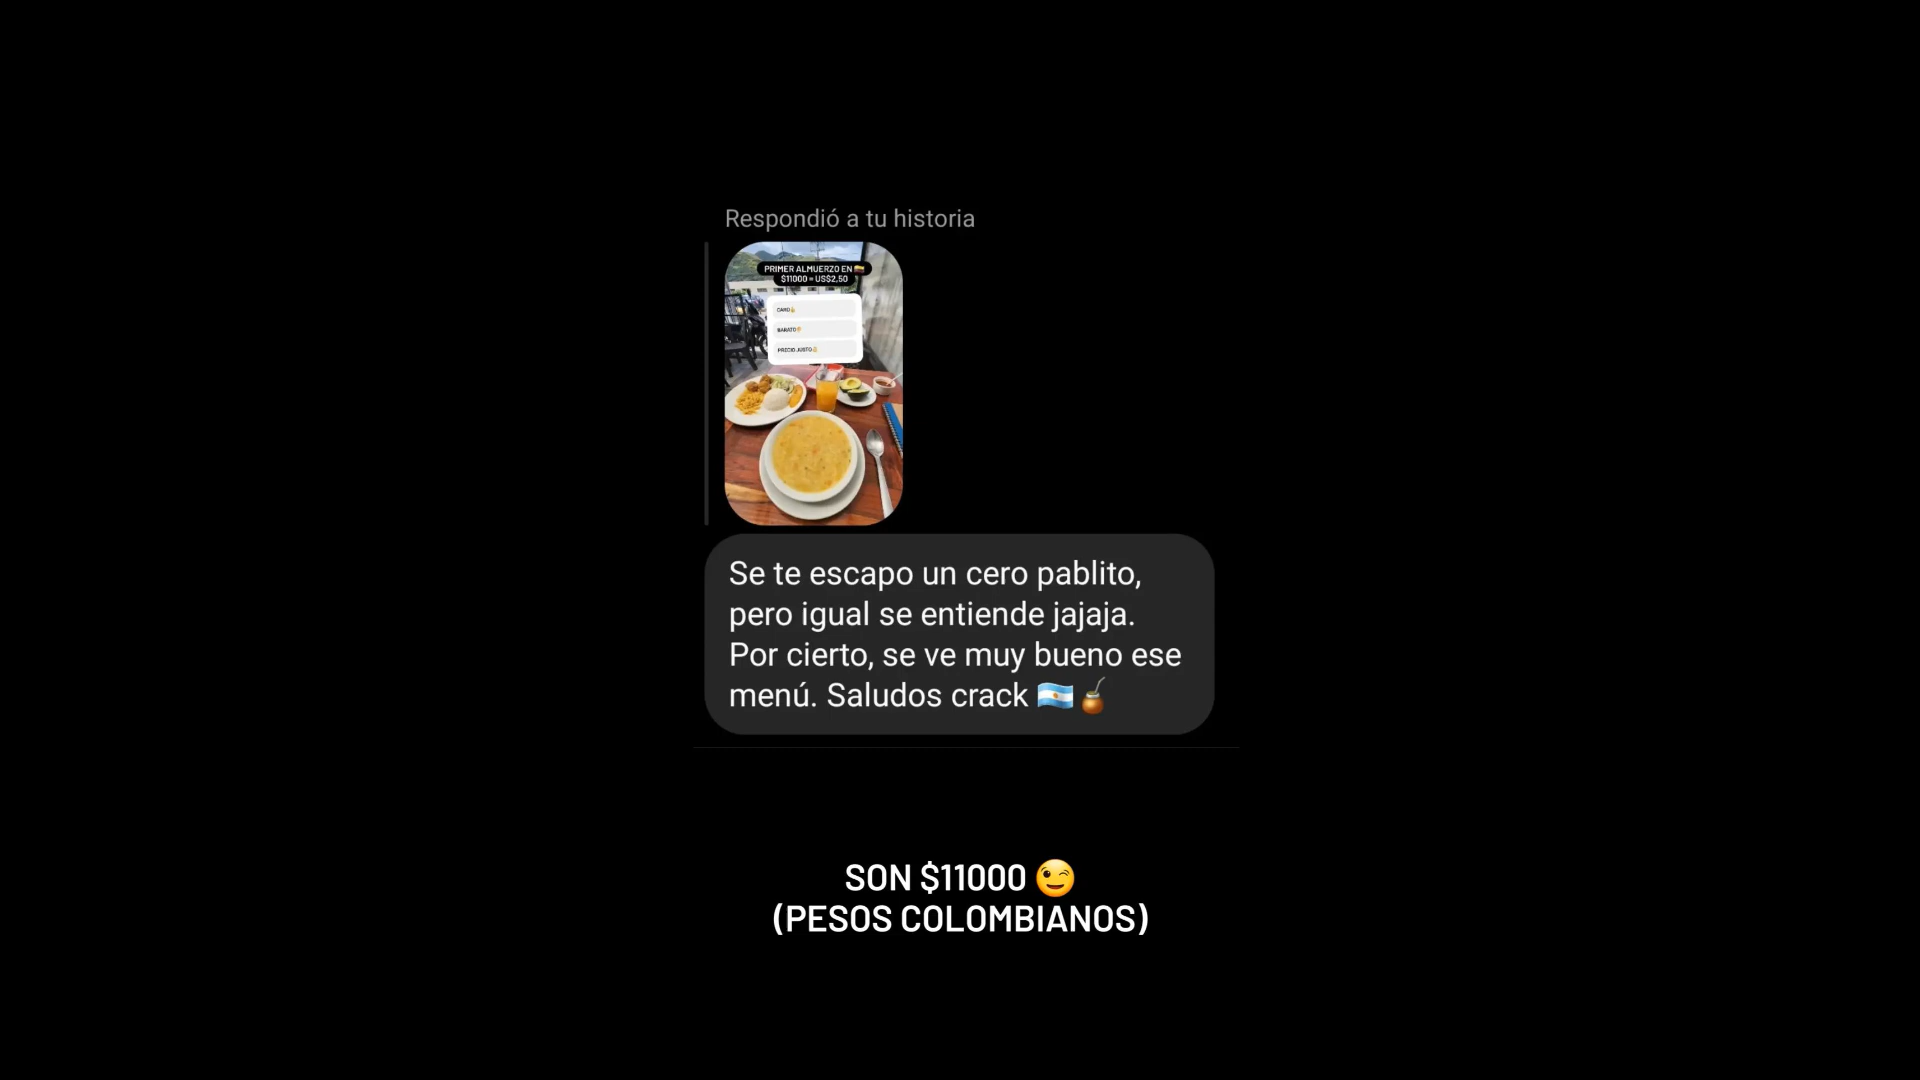 Respondió a tu historia
PRIMER ALMUERZO EN 🇨🇴
$11000 = US$2,50
CARO
BARATO
PRECIO JUSTO
Se te escapo un cero pablito,
pero igual se entiende jajaja.
Por cierto, se ve muy bueno ese
menú. Saludos crack 🇦🇷🧉
SON $11000 😉
(PESOS COLOMBIANOS)